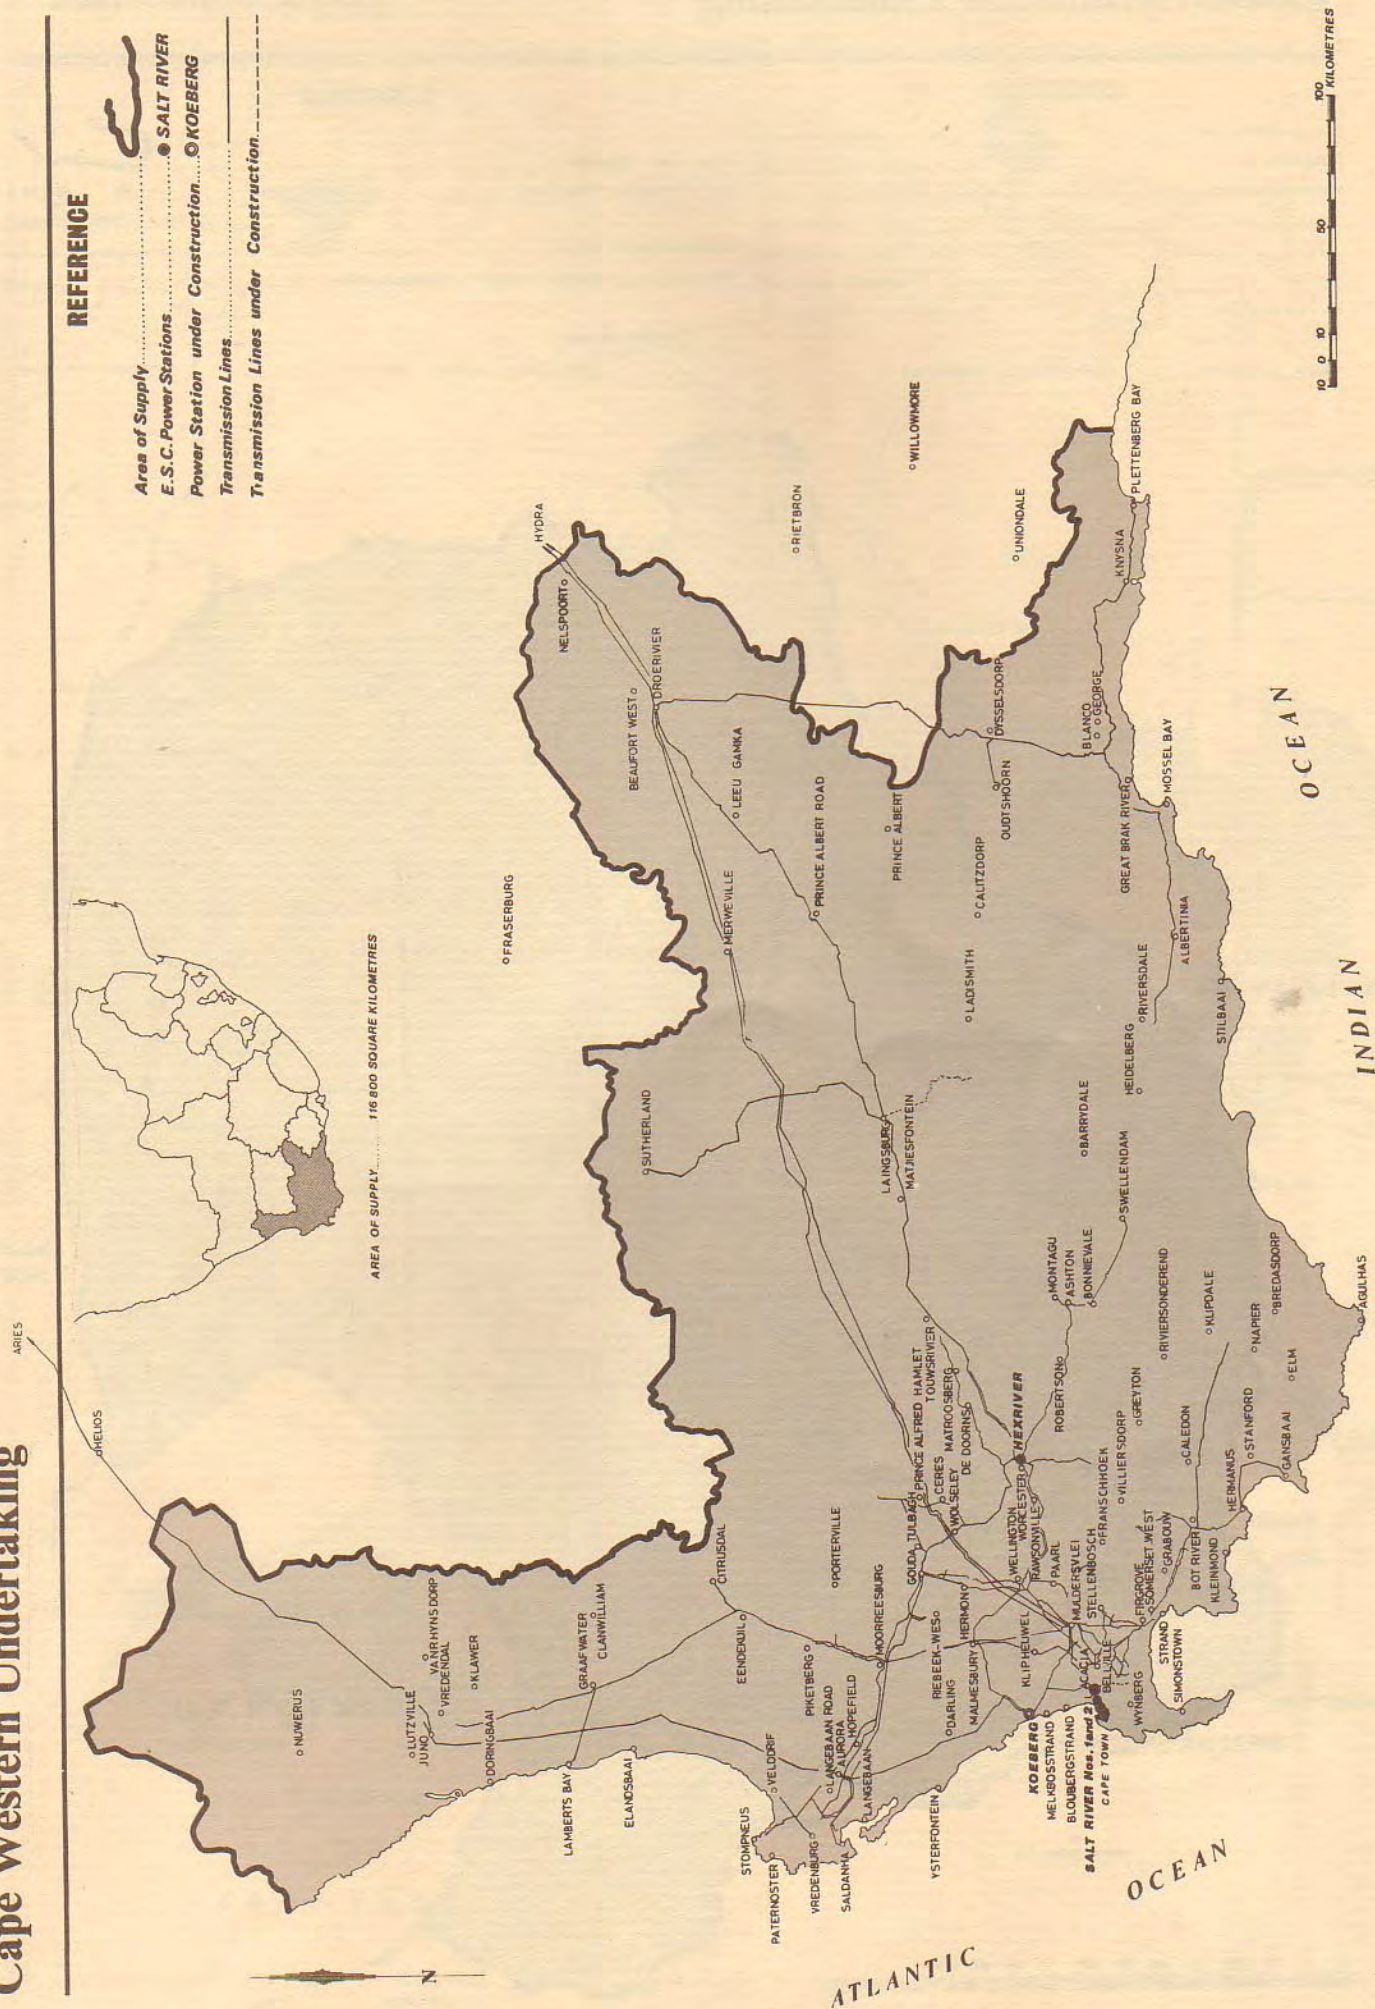 Cape Western Undertaking
REFERENCE
Area of Supply
E.S.C. Power Stations SALT RIVER
Power Station under Construction KOEBERG
Transmission Lines
Transmission Lines under Construction
AREA OF SUPPLY 116 800 SQUARE KILOMETRES
ARIES
HELIOS
NUWERUS
LUTZVILLE
JUNO
VANRHYNSDORP
VREDENDAL
KLAWER
DORINGBAAI
GRAAFWATER
CLANWILLIAM
LAMBERTS BAY
ELANDSBAAI
CITRUSDAL
EENDEKUIL
PORTERVILLE
PIKETBERG
VELDDRIF
STOMPNEUS
PATERNOSTER
VREDENBURG
SALDANHA
LANGEBAAN ROAD
AURORA
HOPEFIELD
LANGEBAAN
MOORREESBURG
GOUDA
TULBAGH
PRINCE ALFRED HAMLET
TOUWSRIVIER
CERES
MATROOSBERG
WOLSELEY
DE DOORNS
RIEBEEK-WES
HERMON
DARLING
MALMESBURY
YSTERFONTEIN
WELLINGTON
WORCESTER
HEXRIVER
RAWSONVILLE
PAARL
KLIPHEUWEL
MULDERSVLEI
STELLENBOSCH
FRANSCHHOEK
VILLIERSDORP
GREYTON
KOEBERG
MELKBOSSTRAND
BLOUBERGSTRAND
SALT RIVER Nos. 1 and 2
CAPE TOWN
ACACIA
BELLVILLE
WYNBERG
FIRGROVE
SOMERSET WEST
GRABOUW
STRAND
SIMONSTOWN
BOT RIVER
KLEINMOND
HERMANUS
CALEDON
STANFORD
GANSBAAI
ELM
NAPIER
BREDASDORP
AGULHAS
KLIPDALE
RIVIERSONDEREND
ROBERTSON
MONTAGU
ASHTON
BONNIEVALE
SWELLENDAM
BARRYDALE
HEIDELBERG
RIVERSDALE
STILBAAI
ALBERTINIA
MOSSEL BAY
GREAT BRAK RIVER
BLANCO
GEORGE
KNYSNA
PLETTENBERG BAY
OUDTSHOORN
DYSSELSDORP
CALITZDORP
LADISMITH
UNIONDALE
WILLOWMORE
RIETBRON
PRINCE ALBERT
PRINCE ALBERT ROAD
LEEU GAMKA
MERWEVILLE
BEAUFORT WEST
DROERIVIER
NELSPOORT
HYDRA
FRASERBURG
SUTHERLAND
LAINGSBURG
MATJIESFONTEIN
ATLANTIC
OCEAN
INDIAN
OCEAN
N
10 0 10 50 100
KILOMETRES